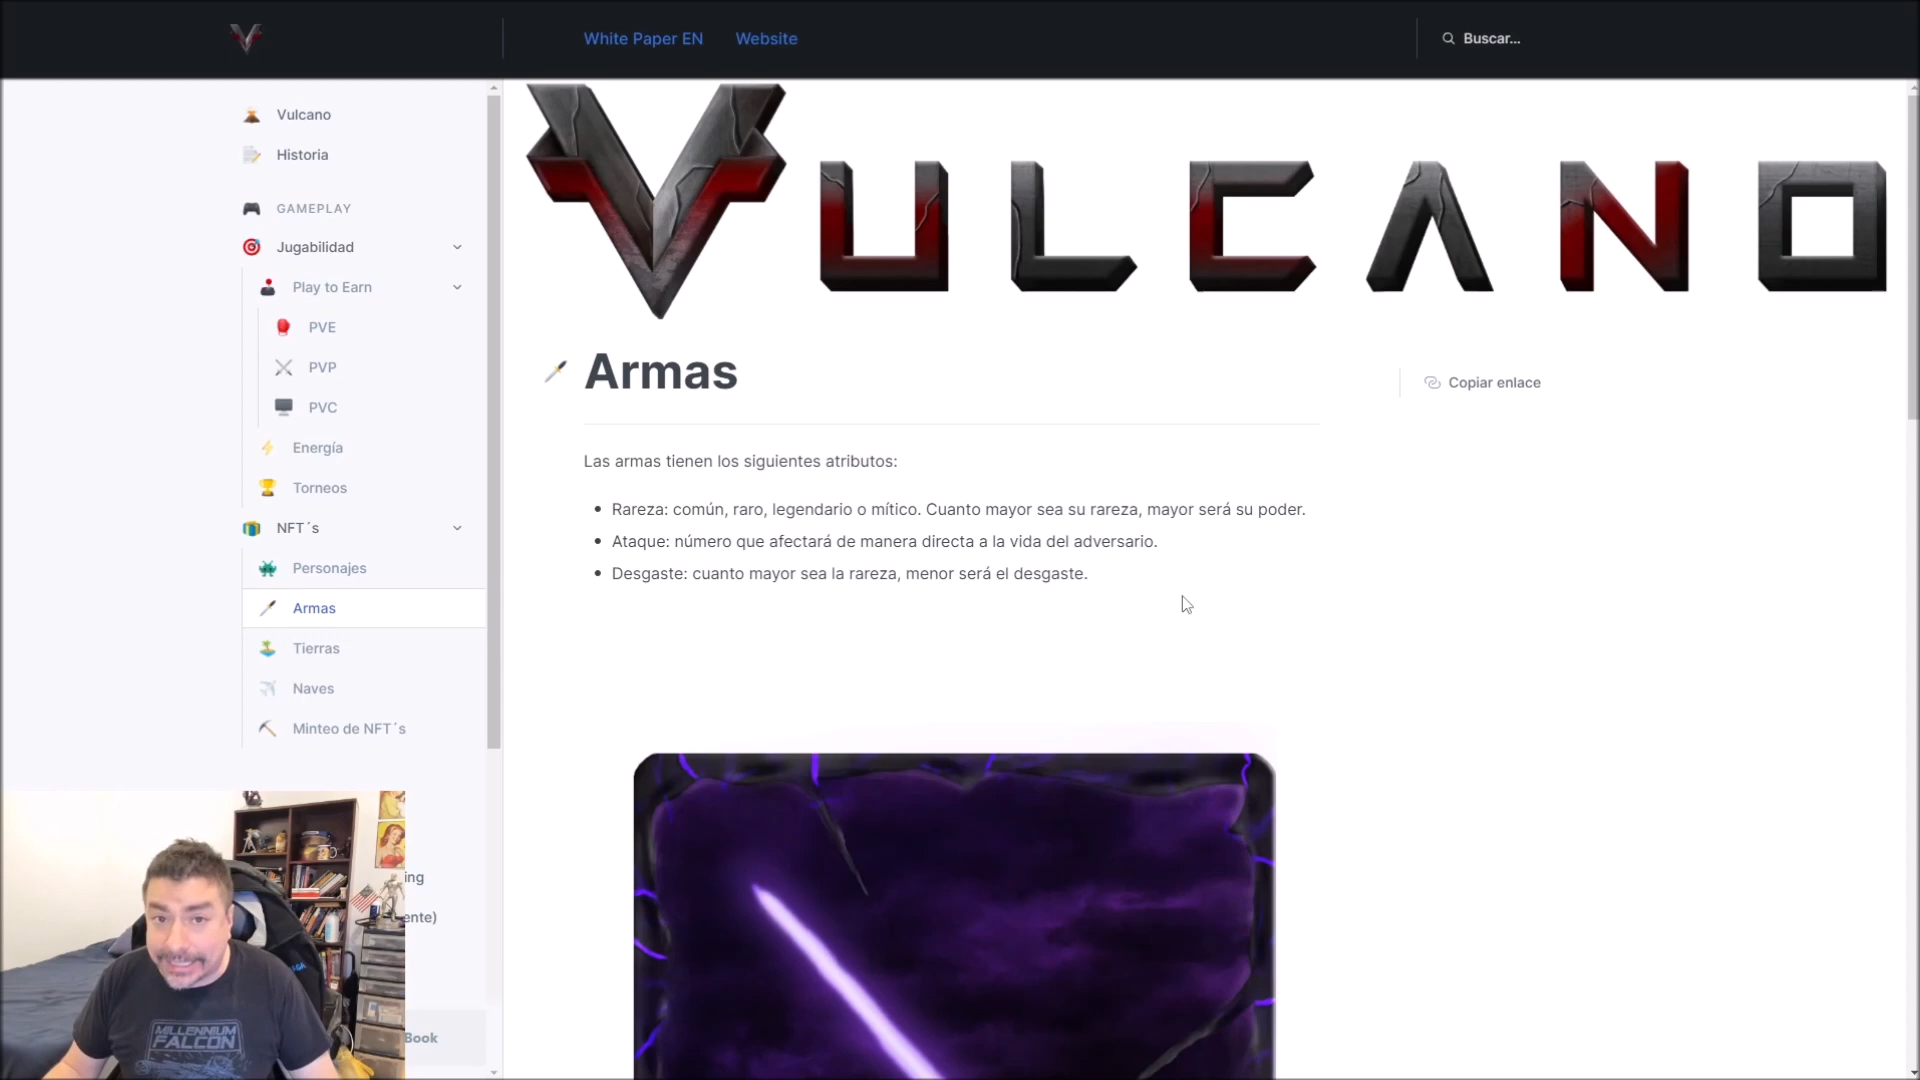 White Paper EN
Website
Buscar...
Vulcano
Historia
GAMEPLAY
Jugabilidad
Play to Earn
PVE
PVP
PVC
Energía
Torneos
NFT´s
Personajes
Armas
Tierras
Naves
Minteo de NFT´s
ing
ente)
Book
VULCANO
Armas
Copiar enlace
Las armas tienen los siguientes atributos:
Rareza: común, raro, legendario o mítico. Cuanto mayor sea su rareza, mayor será su poder.
Ataque: número que afectará de manera directa a la vida del adversario.
Desgaste: cuanto mayor sea la rareza, menor será el desgaste.
MILLENNIUM
FALCON